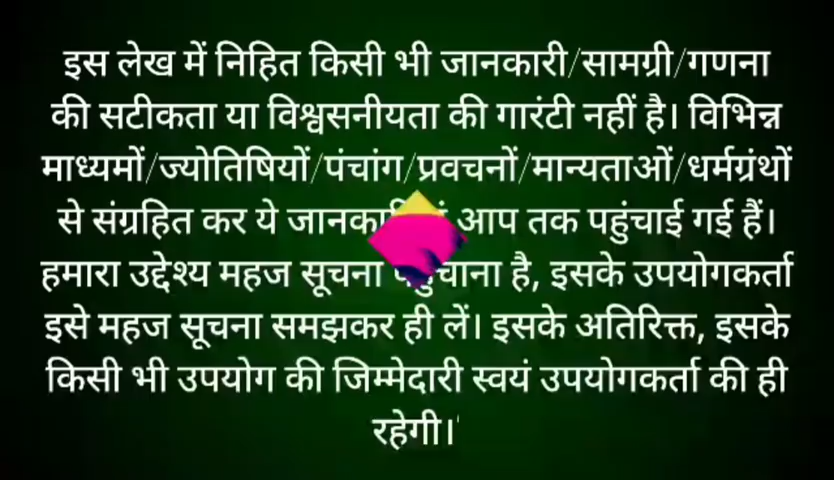 इस लेख में निहित किसी भी जानकारी/सामग्री/गणना
की सटीकता या विश्वसनीयता की गारंटी नहीं है। विभिन्न
माध्यमों/ज्योतिषियों/पंचांग/प्रवचनों/मान्यताओं/धर्मग्रंथों
से संग्रहित कर ये आप तक पहुंचाई गई हैं।
हमारा उद्देश्य महज सूचना है, इसके उपयोगकर्ता
इसे महज सूचना समझकर ही लें। इसके अतिरिक्त, इसके
किसी भी उपयोग की जिम्मेदारी स्वयं उपयोगकर्ता की ही
रहेगी।'